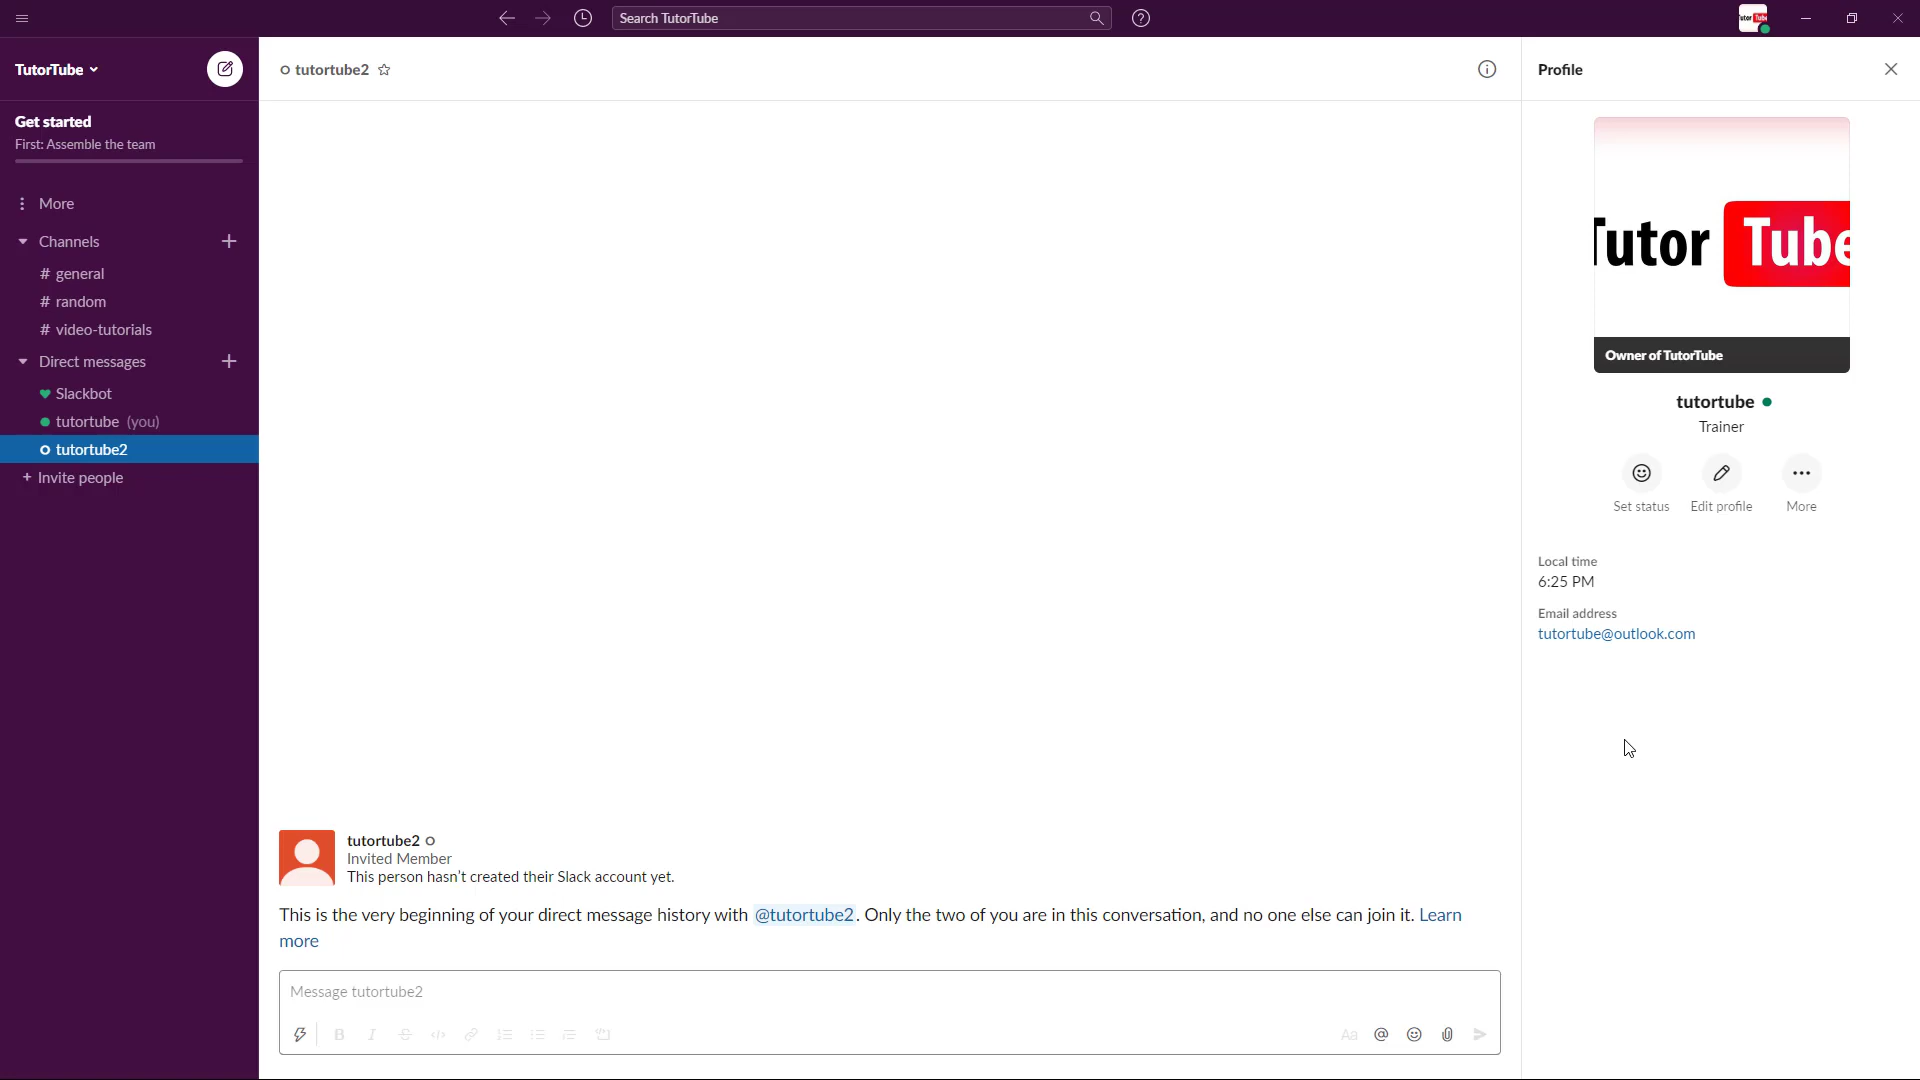 Search TutorTube
utor Tube
TutorTube
Get started
First: Assemble the team
More
Channels
# general
# random
# video-tutorials
Direct messages
Slackbot
tutortube (you)
tutortube2
+ Invite people
tutortube2
tutortube2
Invited Member
This person hasn't created their Slack account yet.
This is the very beginning of your direct message history with @tutortube2. Only the two of you are in this conversation, and no one else can join it. Learn
more
Message tutortube2
B I S </> Aa @
Profile
Tutor Tube
Owner of TutorTube
tutortube
Trainer
Set status Edit profile More
Local time
6:25 PM
Email address
tutortube@outlook.com